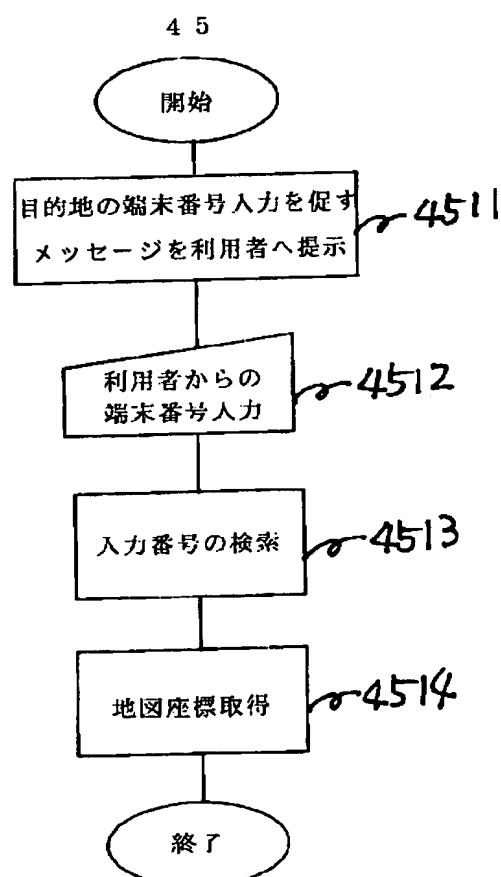 4 5
開始
目的地の端末番号入力を促す
メッセージを利用者へ提示
4511
利用者からの
端末番号入力
4512
入力番号の検索
4513
地図座標取得
4514
終了